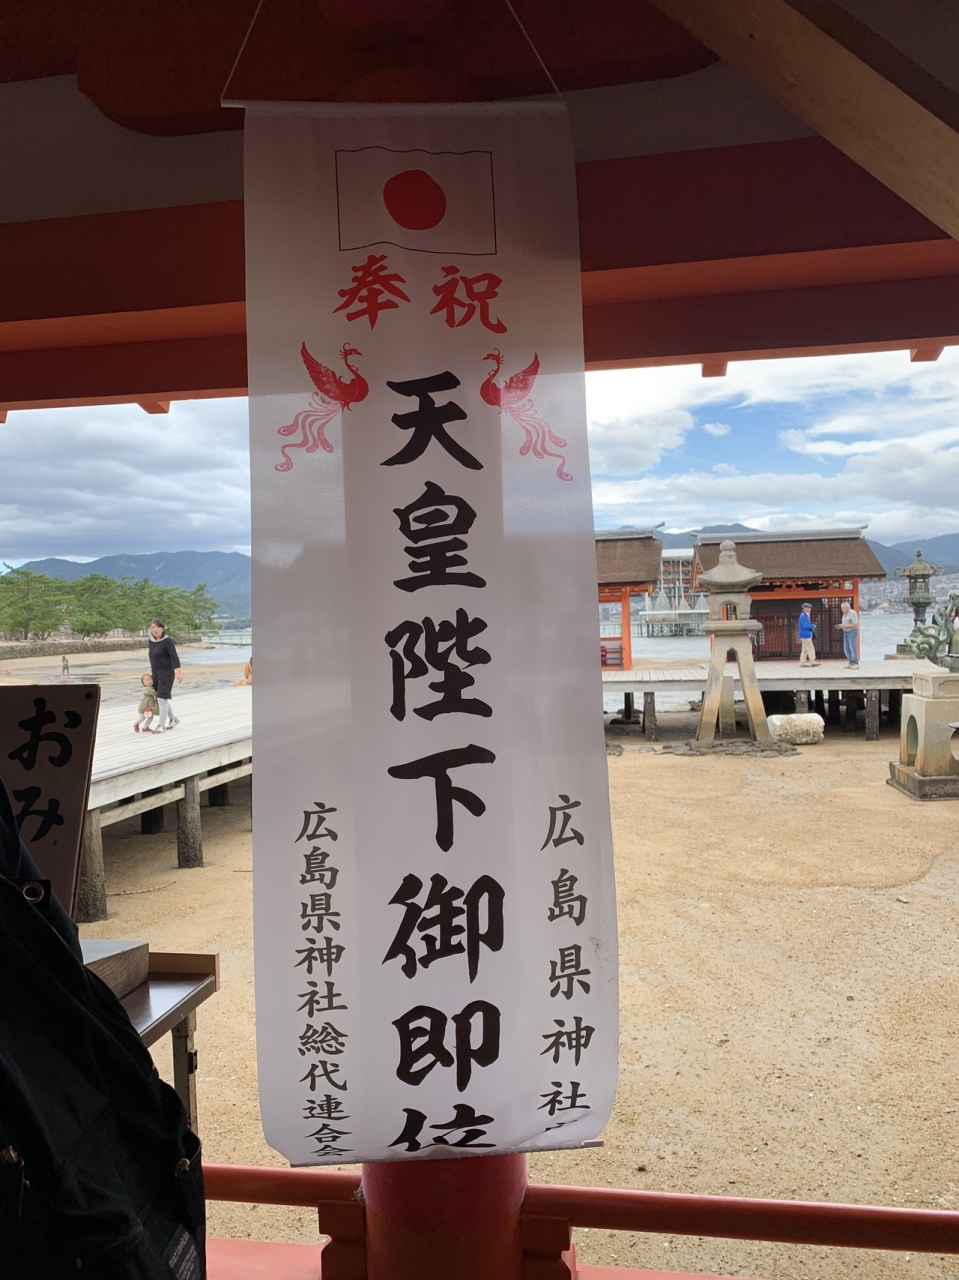 奉祝
天皇陛下御即位
広島県神社
広島県神社総代連合会
おみ